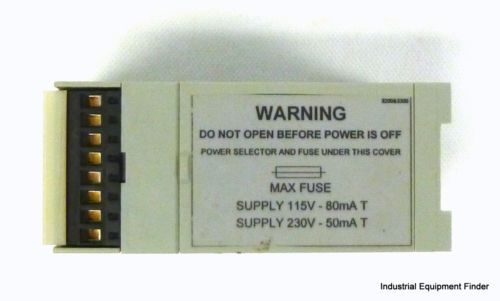 WARNING
DO NOT OPEN BEFORE POWER IS OFF
POWER SELECTOR AND FUSE UNDER THIS COVER
MAX FUSE
SUPPLY 115V - 80mA T
SUPPLY 230V - 50mA T
Industrial Equipment Finder